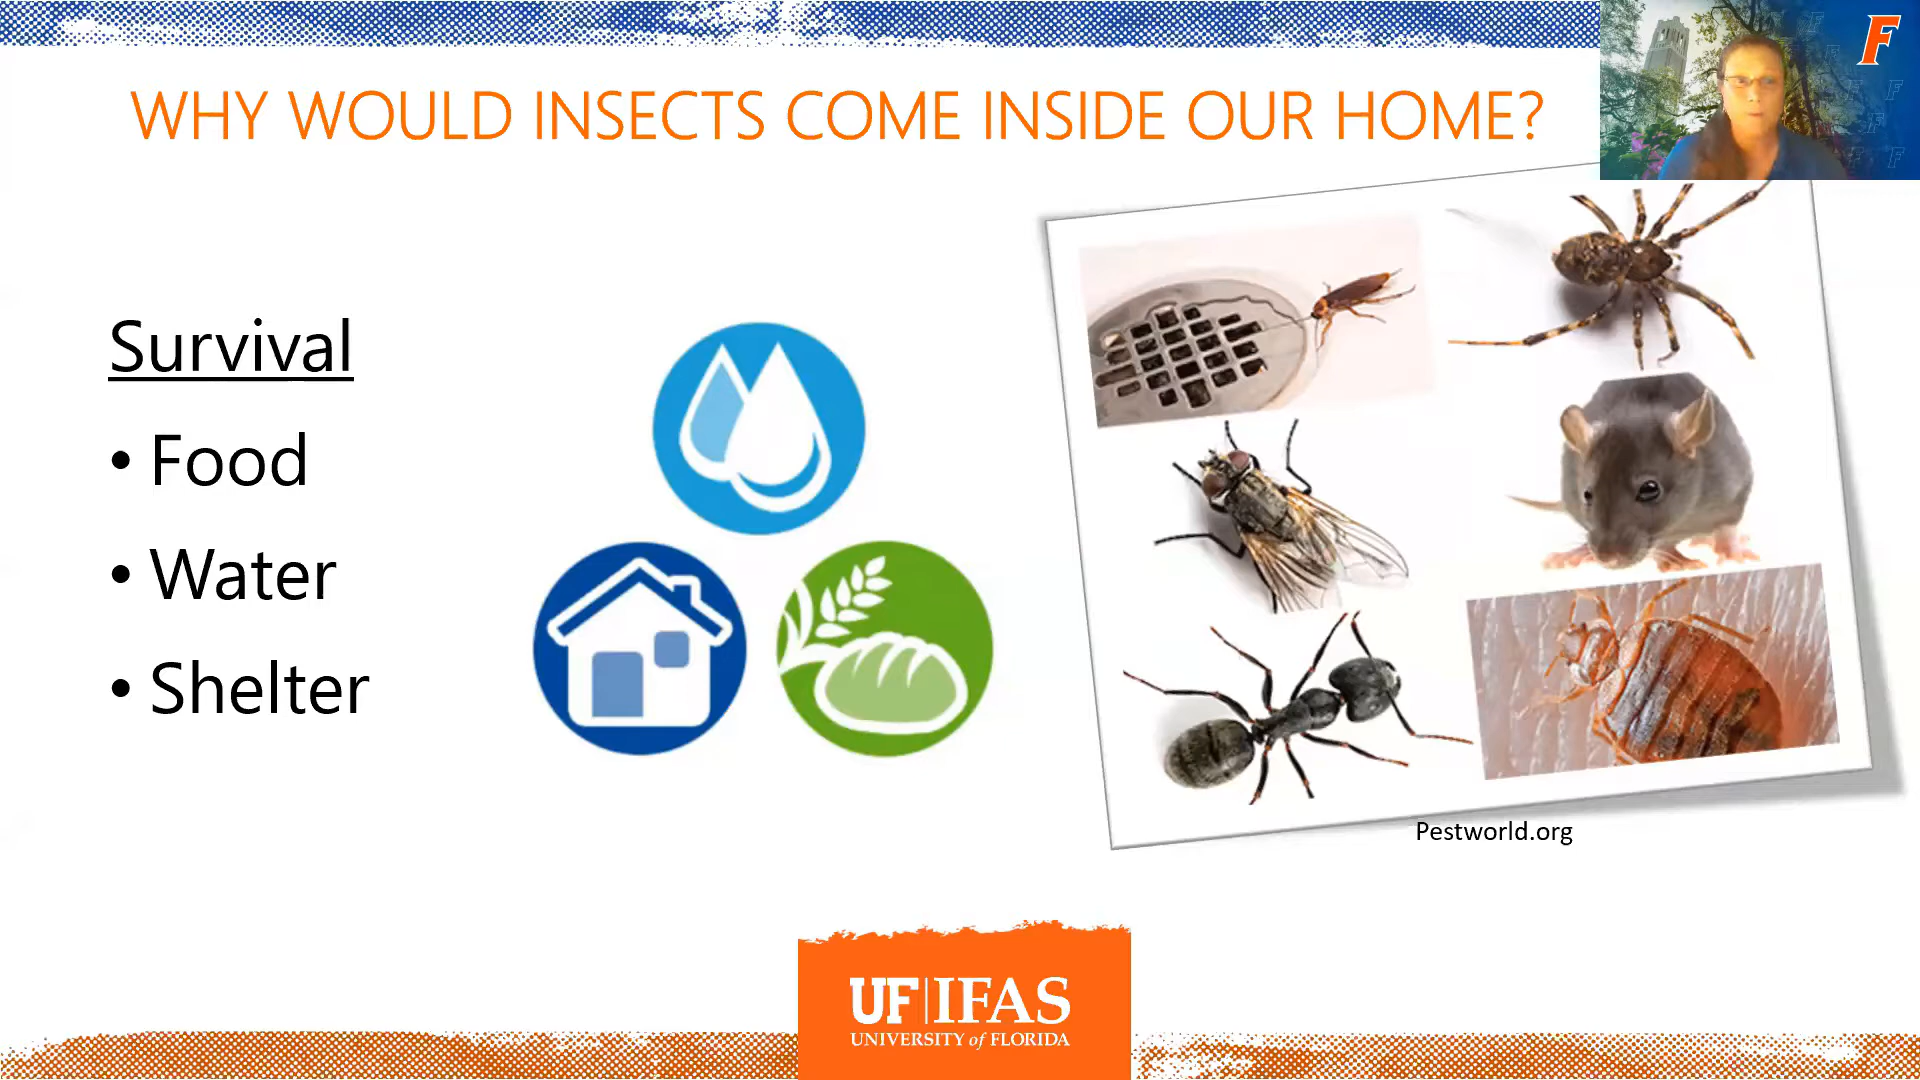 WHY WOULD INSECTS COME INSIDE OUR HOME?
F
Survival
• Food
• Water
• Shelter
Pestworld.org
UF|IFAS
UNIVERSITY of FLORIDA